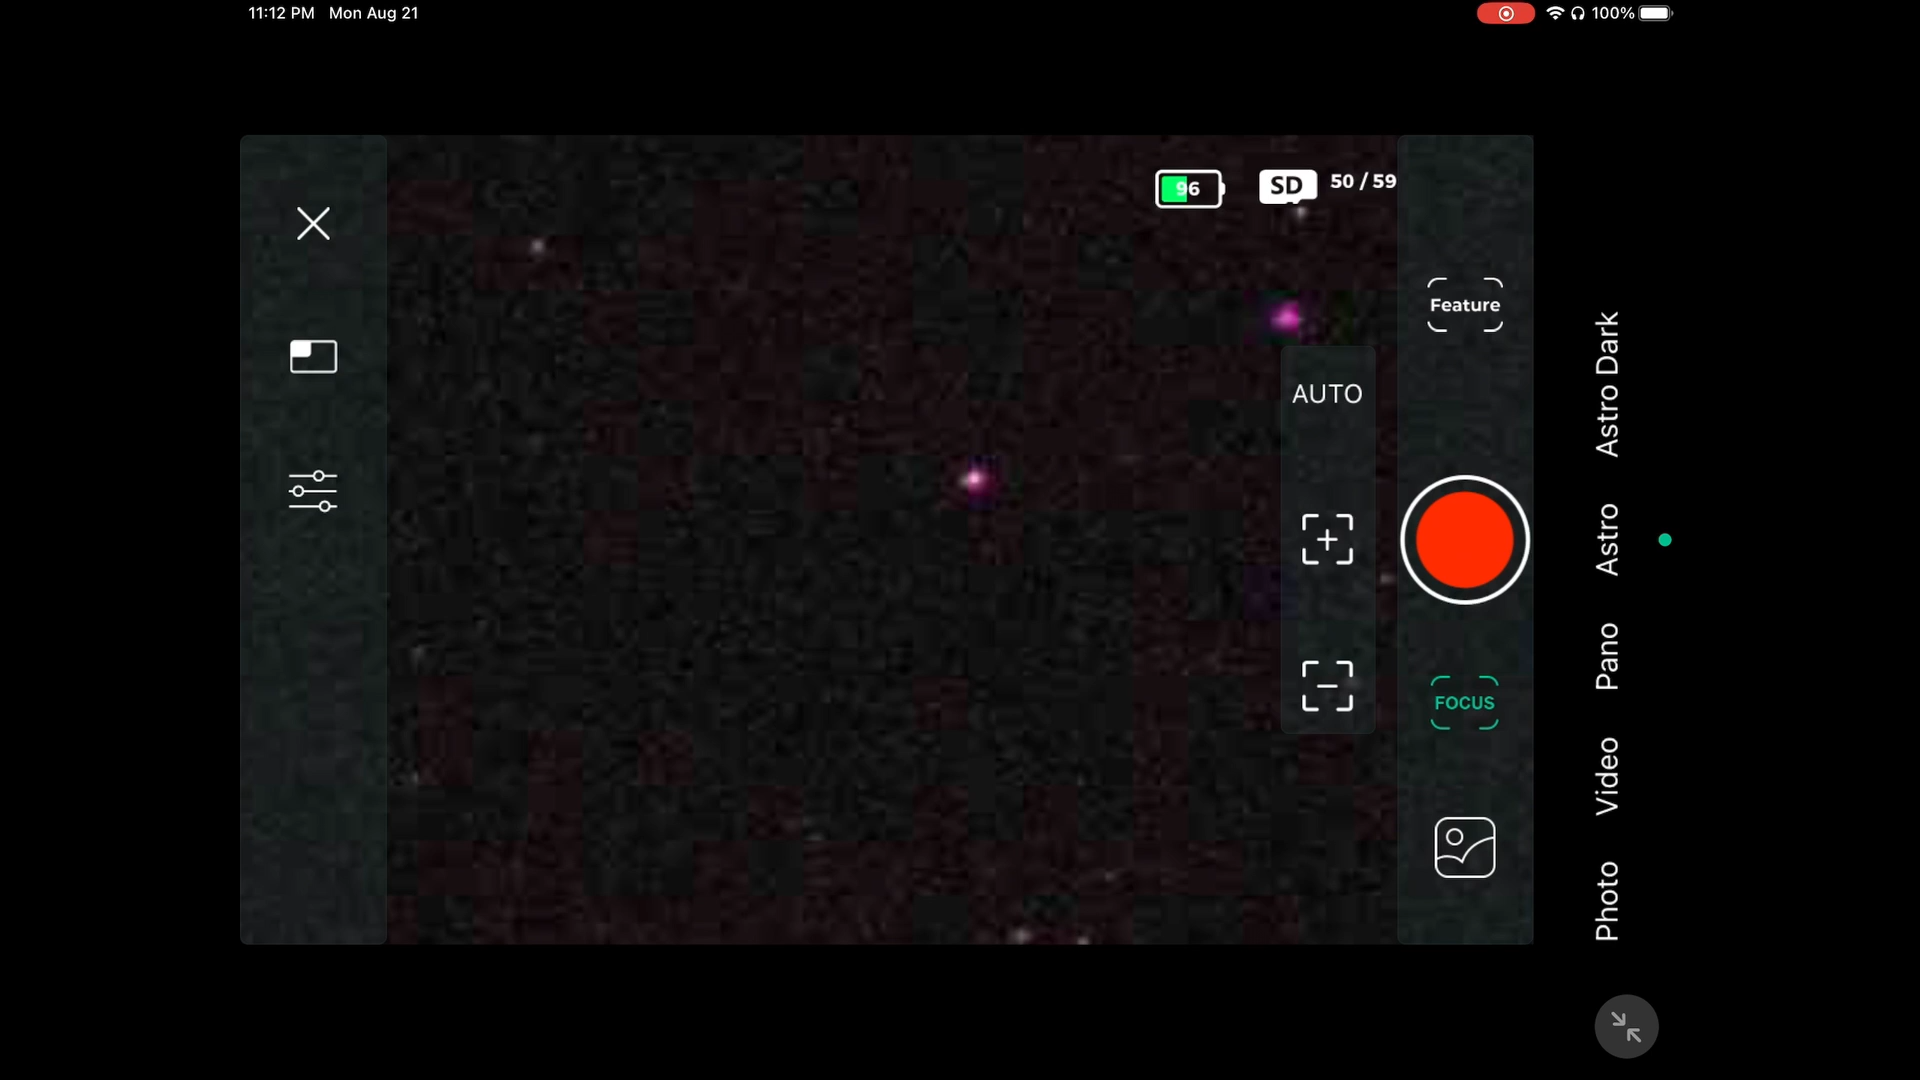 11:12 PM Mon Aug 21
100%
96
SD
50 / 59
Feature
AUTO
FOCUS
Astro Dark
Astro
Pano
Video
Photo